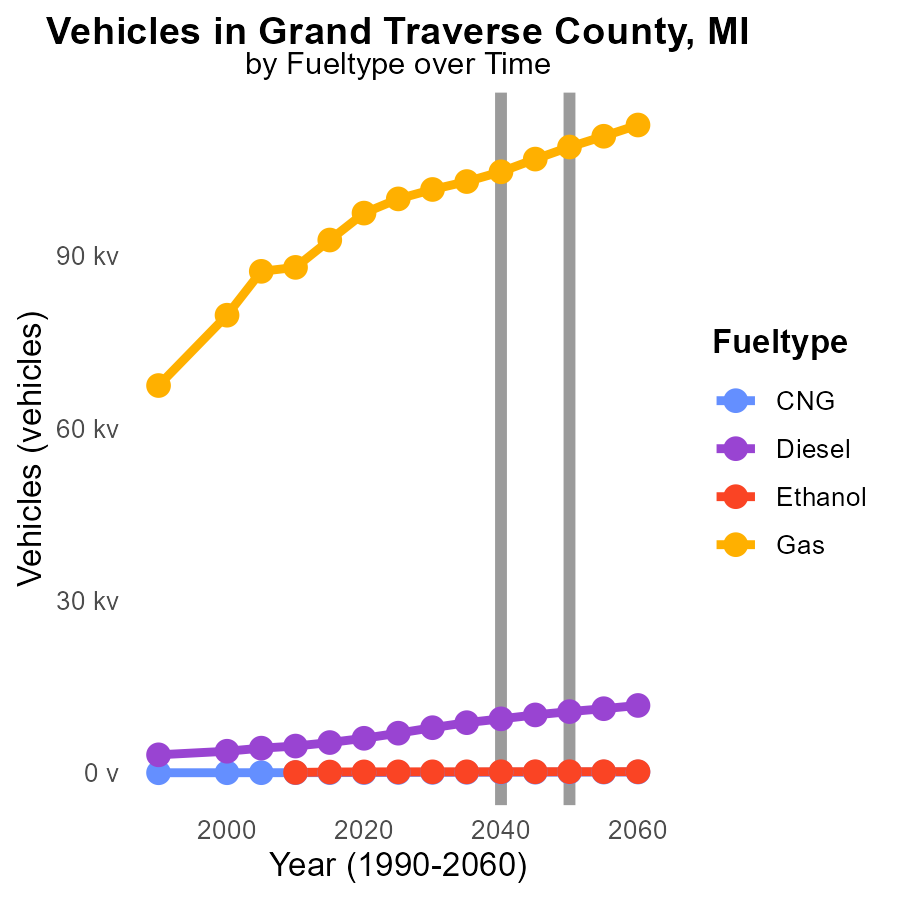 Vehicles in Grand Traverse County, MI
by Fueltype over Time
Vehicles (vehicles)
90 kv
60 kv
30 kv
0 v
2000 2020 2040 2060
Year (1990-2060)
Fueltype
CNG
Diesel
Ethanol
Gas